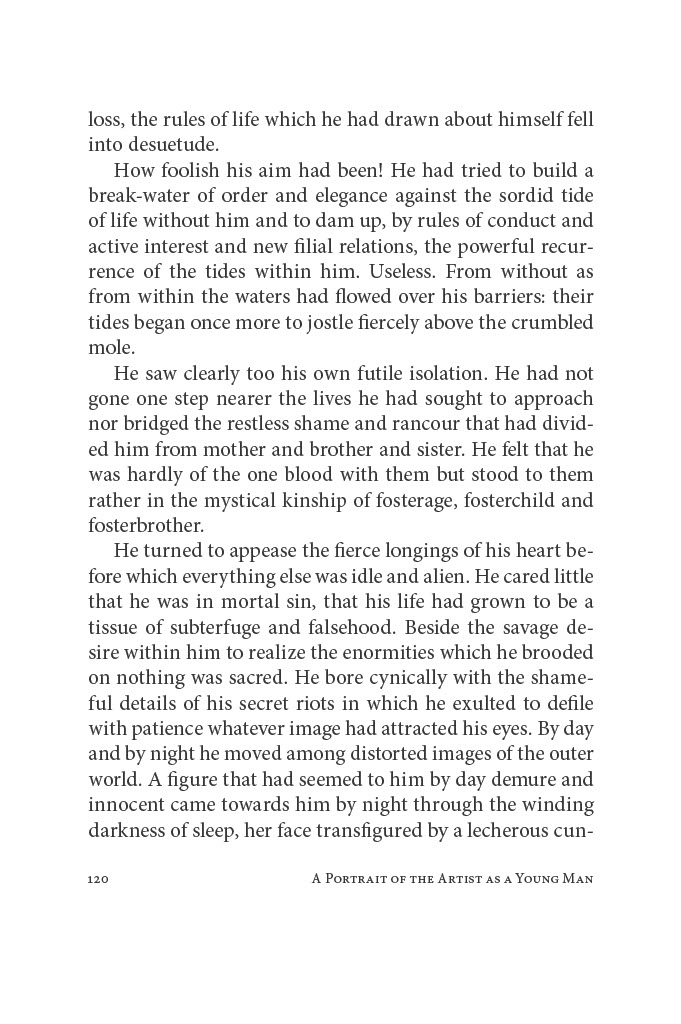 loss, the rules of life which he had drawn about himself fell
into desuetude.
How foolish his aim had been! He had tried to build a
break-water of order and elegance against the sordid tide
of life without him and to dam up, by rules of conduct and
active interest and new filial relations, the powerful recur-
rence of the tides within him. Useless. From without as
from within the waters had flowed over his barriers: their
tides began once more to jostle fiercely above the crumbled
mole.
He saw clearly too his own futile isolation. He had not
gone one step nearer the lives he had sought to approach
nor bridged the restless shame and rancour that had divid-
ed him from mother and brother and sister. He felt that he
was hardly of the one blood with them but stood to them
rather in the mystical kinship of fosterage, fosterchild and
fosterbrother.
He turned to appease the fierce longings of his heart be-
fore which everything else was idle and alien. He cared little
that he was in mortal sin, that his life had grown to be a
tissue of subterfuge and falsehood. Beside the savage de-
sire within him to realize the enormities which he brooded
on nothing was sacred. He bore cynically with the shame-
ful details of his secret riots in which he exulted to defile
with patience whatever image had attracted his eyes. By day
and by night he moved among distorted images of the outer
world. A figure that had seemed to him by day demure and
innocent came towards him by night through the winding
darkness of sleep, her face transfigured by a lecherous cun-
120 A Portrait of the Artist as a Young Man